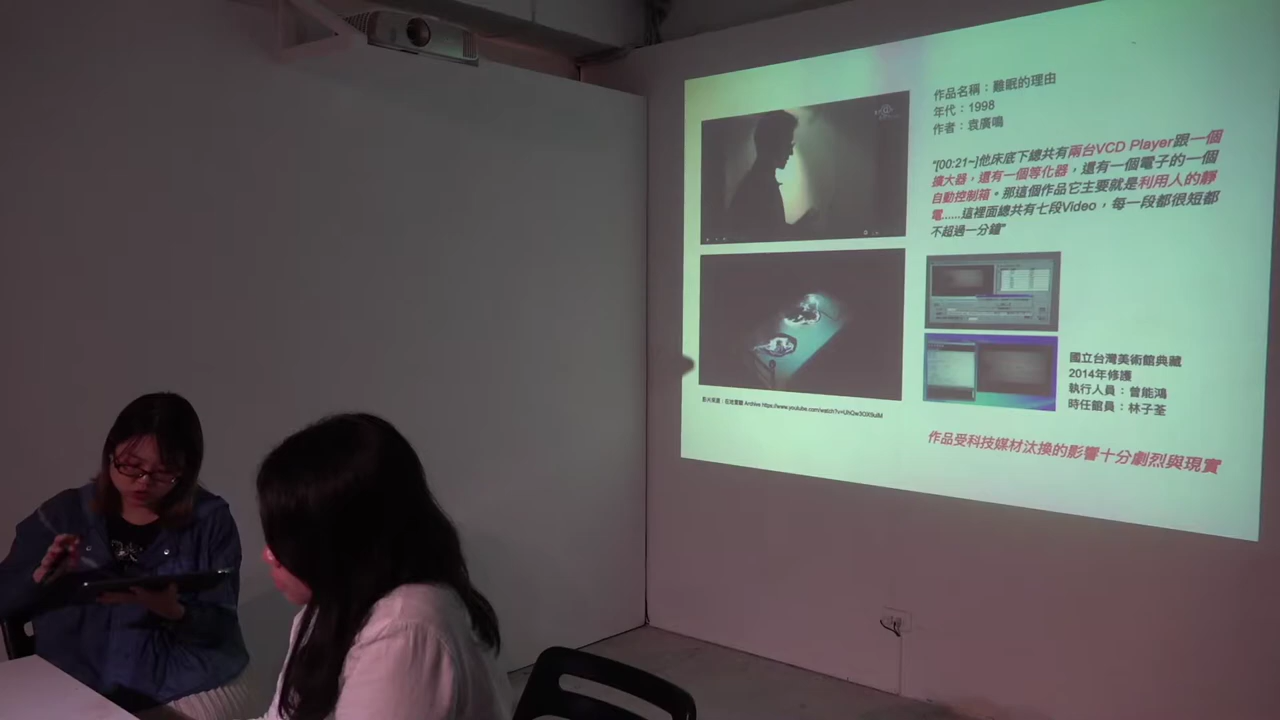 作品名稱：難眠的理由
年代：1998
作者：袁廣鳴
“[00:21~]他床底下總共有兩台VCD Player跟一個
擴大器，還有一個等化器，還有一個電子的一個
自動控制箱。那這個作品它主要就是利用人的靜
電......這裡面總共有七段Video，每一段都很短都
不超過一分鐘”
國立台灣美術館典藏
2014年修護
執行人員：曾能鴻
時任館員：林子荃
Archive https://www.youtube.com/watch?v=
作品受科技媒材汰換的影響十分劇烈與現實